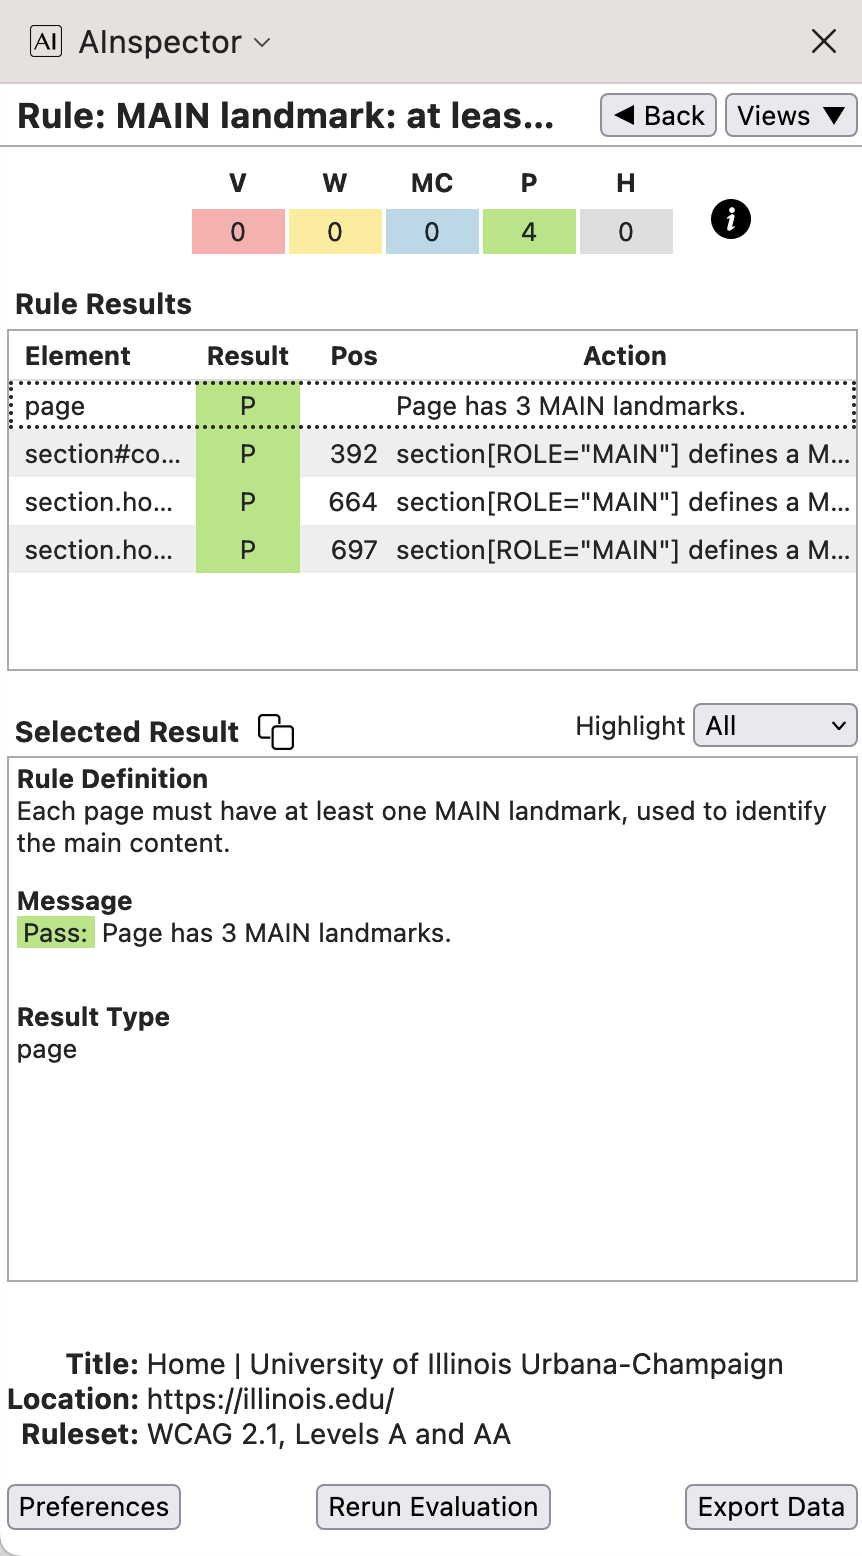 AI AInspector
Rule: MAIN landmark: at leas... ◀ Back Views ▼
V W MC P H
0 0 0 4 0
i
Rule Results
Element Result Pos Action
page P Page has 3 MAIN landmarks.
section#co... P 392 section[ROLE="MAIN"] defines a M...
section.ho... P 664 section[ROLE="MAIN"] defines a M...
section.ho... P 697 section[ROLE="MAIN"] defines a M...
Selected Result Highlight All
Rule Definition
Each page must have at least one MAIN landmark, used to identify
the main content.
Message
Pass: Page has 3 MAIN landmarks.
Result Type
page
Title: Home | University of Illinois Urbana-Champaign
Location: https://illinois.edu/
Ruleset: WCAG 2.1, Levels A and AA
Preferences Rerun Evaluation Export Data